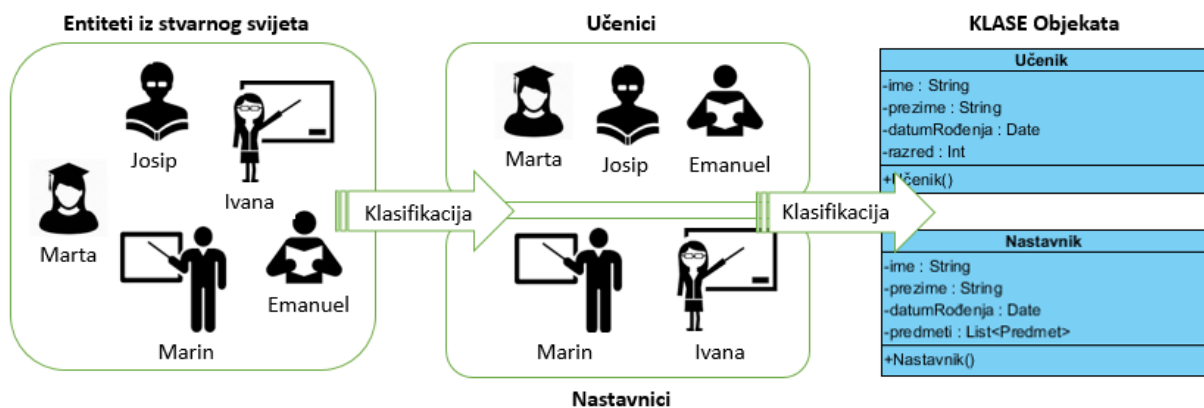 Entiteti iz stvarnog svijeta
Josip
Ivana
Marta
Emanuel
Marin
Klasifikacija
Učenici
Marta
Josip
Emanuel
Marin
Ivana
Nastavnici
Klasifikacija
KLASE Objekata
Učenik
-ime : String
-prezime : String
-datumRođenja : Date
-razred : Int
+Učenik()
Nastavnik
-ime : String
-prezime : String
-datumRođenja : Date
-predmeti : List<Predmet>
+Nastavnik()